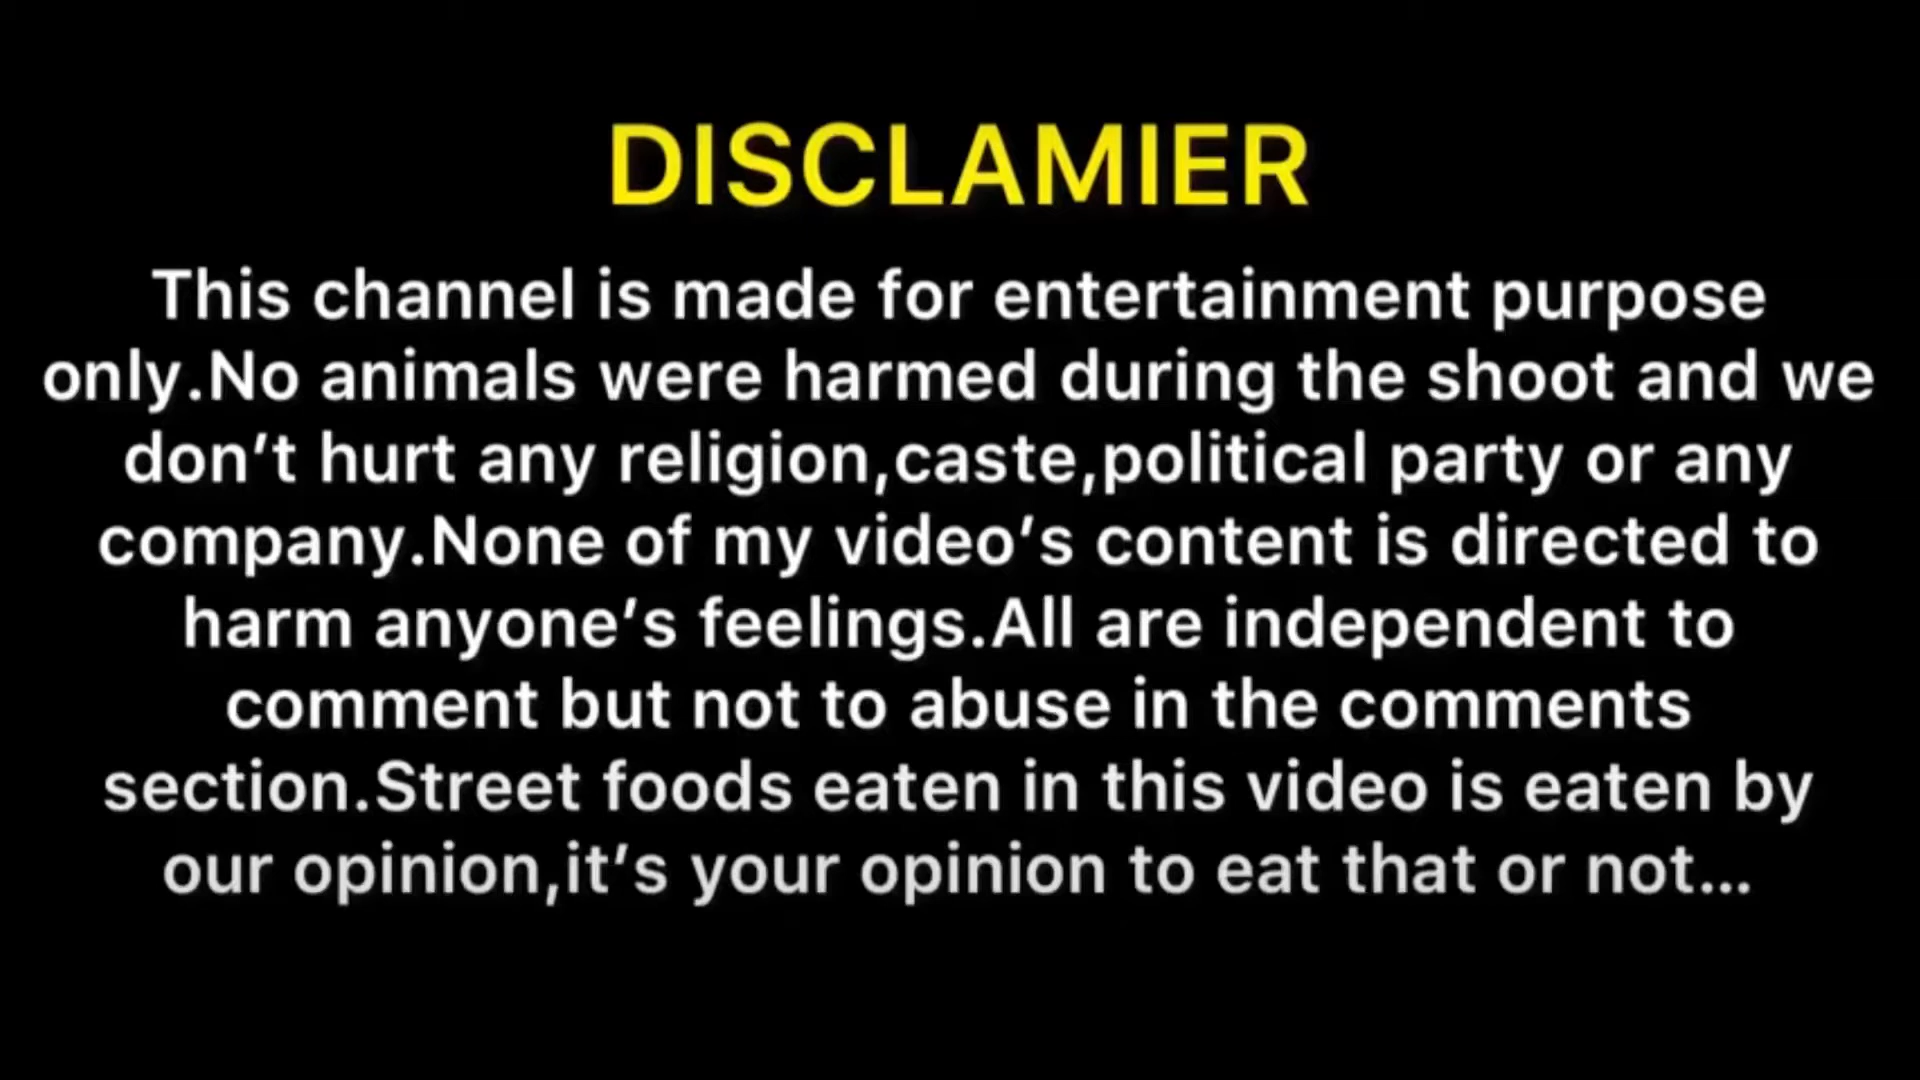 DISCLAMIER
This channel is made for entertainment purpose
only.No animals were harmed during the shoot and we
don’t hurt any religion,caste,political party or any
company.None of my video’s content is directed to
harm anyone’s feelings.All are independent to
comment but not to abuse in the comments
section.Street foods eaten in this video is eaten by
our opinion,it’s your opinion to eat that or not...